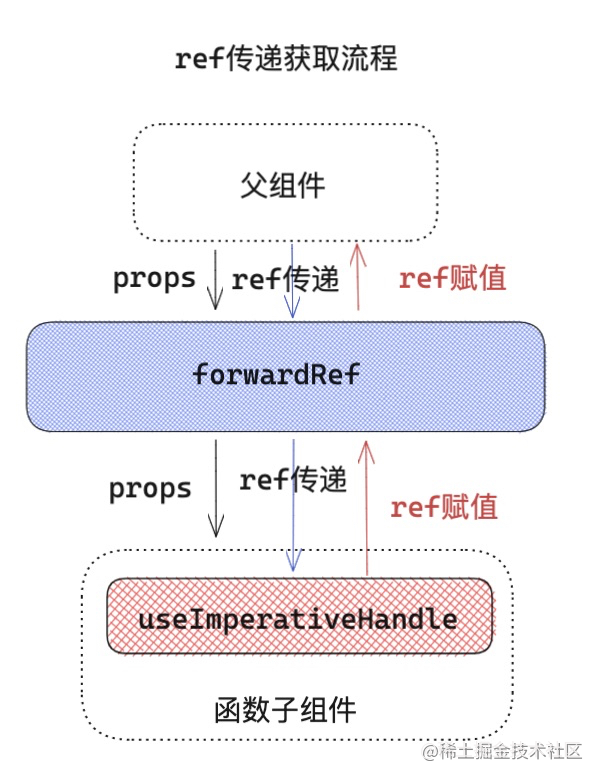 ref传递获取流程
父组件
props
ref传递
ref赋值
forwardRef
props
ref传递
ref赋值
useImperativeHandle
函数子组件
@稀土掘金技术社区